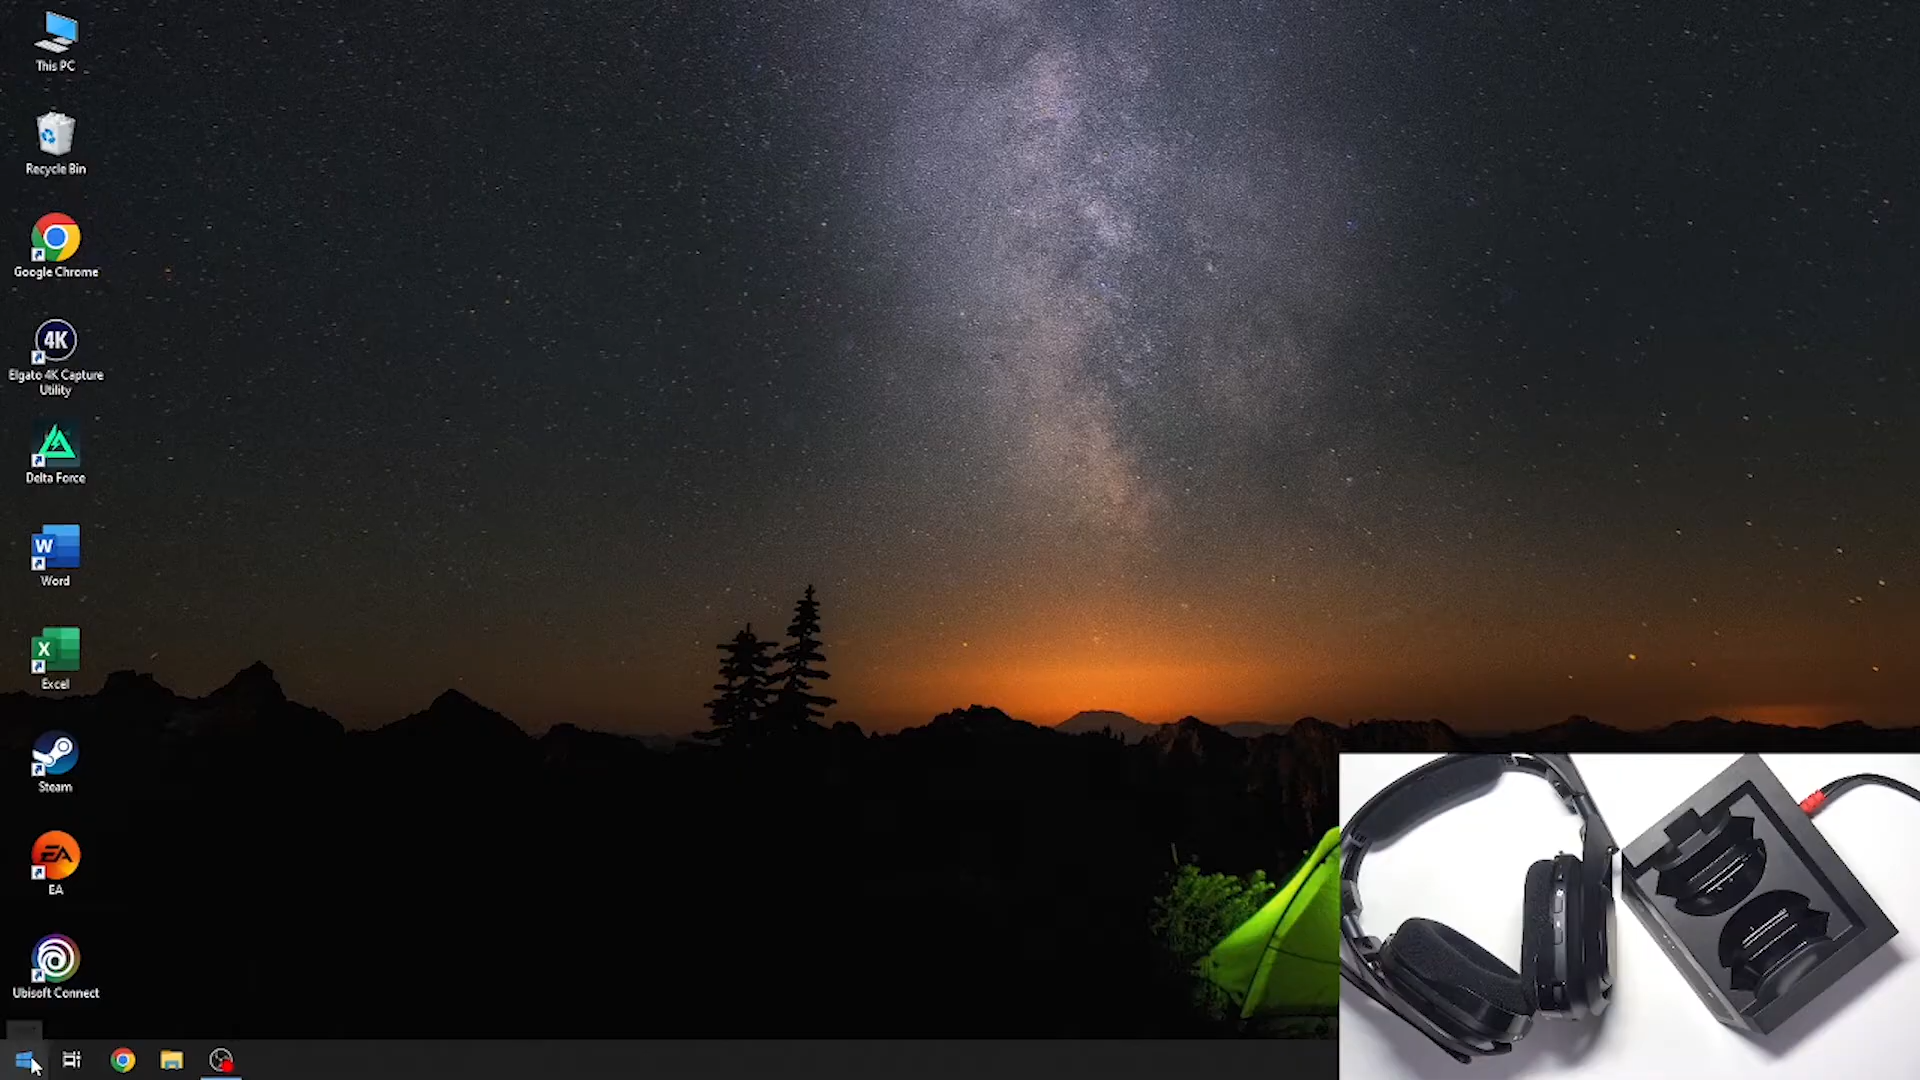 This PC
Recycle Bin
Google Chrome
4K
Elgato 4K Capture
Utility
Delta Force
W
Word
X
Excel
Steam
EA
EA
Ubisoft Connect